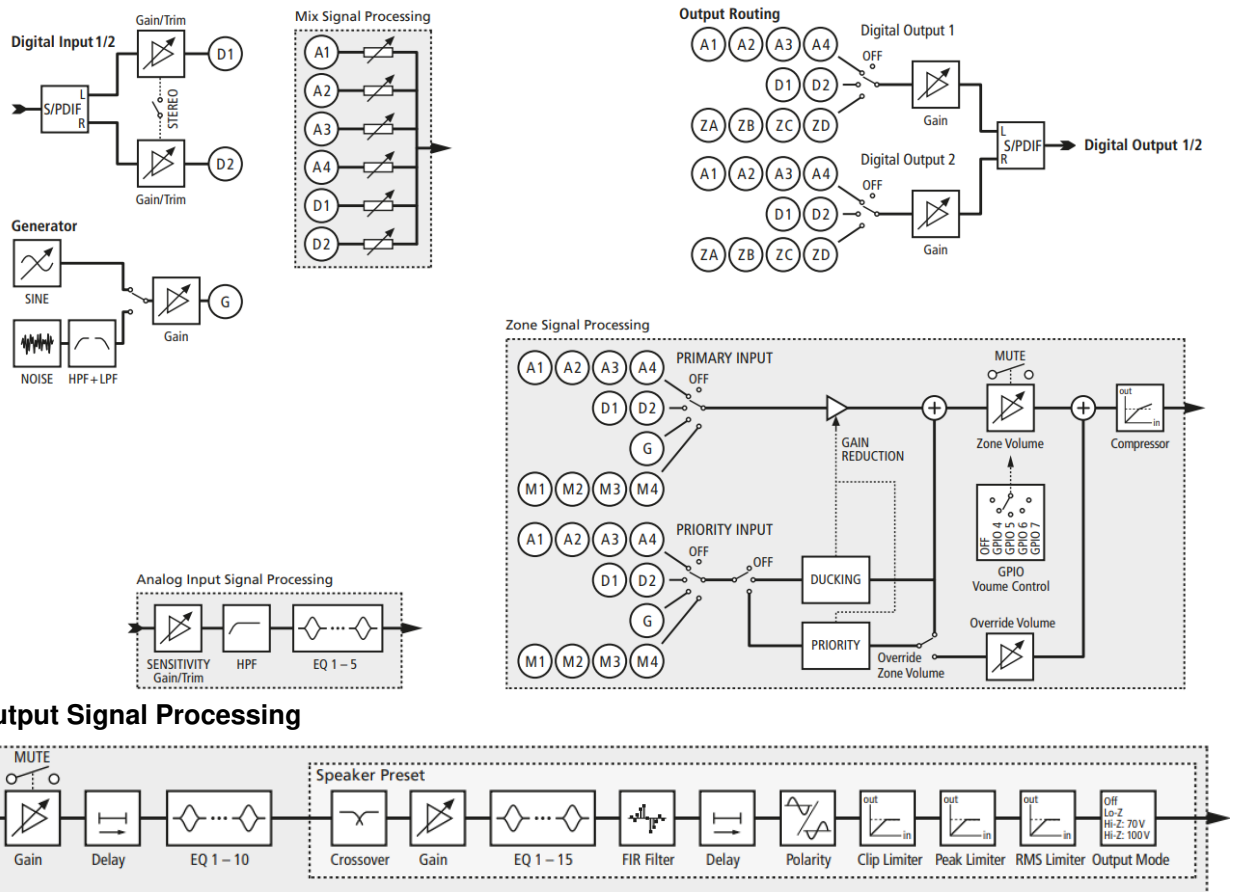 Digital Input 1/2
Gain/Trim
S/PDIF
L
R
STEREO
D1
D2
Gain/Trim
Generator
SINE
NOISE
HPF+LPF
Gain
G
Mix Signal Processing
A1
A2
A3
A4
D1
D2
Output Routing
A1 A2 A3 A4
Digital Output 1
OFF
D1 D2
ZA ZB ZC ZD
Gain
A1 A2 A3 A4
Digital Output 2
OFF
D1 D2
ZA ZB ZC ZD
Gain
L
S/PDIF
R
Digital Output 1/2
Zone Signal Processing
A1 A2 A3 A4
PRIMARY INPUT
OFF
D1 D2
G
M1 M2 M3 M4
PRIORITY INPUT
A1 A2 A3 A4
OFF
D1 D2
G
M1 M2 M3 M4
OFF
DUCKING
PRIORITY
GAIN
REDUCTION
Override
Zone Volume
MUTE
Zone Volume
OFF
GPIO 4
GPIO 5
GPIO 6
GPIO 7
GPIO
Voume Control
Override Volume
out
in
Compressor
Analog Input Signal Processing
SENSITIVITY
Gain/Trim
HPF
EQ 1 – 5
utput Signal Processing
MUTE
Gain
Delay
EQ 1 – 10
Speaker Preset
Crossover
Gain
EQ 1 – 15
FIR Filter
Delay
Polarity
out
in
Clip Limiter
out
in
Peak Limiter
out
in
RMS Limiter
Off
Lo-Z
Hi-Z: 70V
Hi-Z: 100V
Output Mode